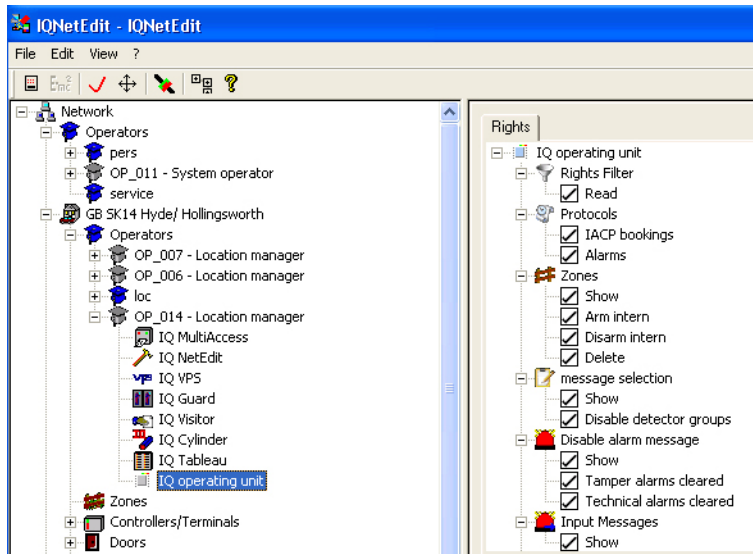 IQNetEdit - IQNetEdit
File Edit View ?
Network
Operators
pers
OP_011 - System operator
service
GB SK14 Hyde/ Hollingsworth
Operators
OP_007 - Location manager
OP_006 - Location manager
loc
OP_014 - Location manager
IQ MultiAccess
IQ NetEdit
VPS IQ VPS
IQ Guard
IQ Visitor
IQ Cylinder
IQ Tableau
IQ operating unit
Zones
Controllers/Terminals
Doors
Rights
IQ operating unit
Rights Filter
Read
Protocols
IACP bookings
Alarms
Zones
Show
Arm intern
Disarm intern
Delete
message selection
Show
Disable detector groups
Disable alarm message
Show
Tamper alarms cleared
Technical alarms cleared
Input Messages
Show